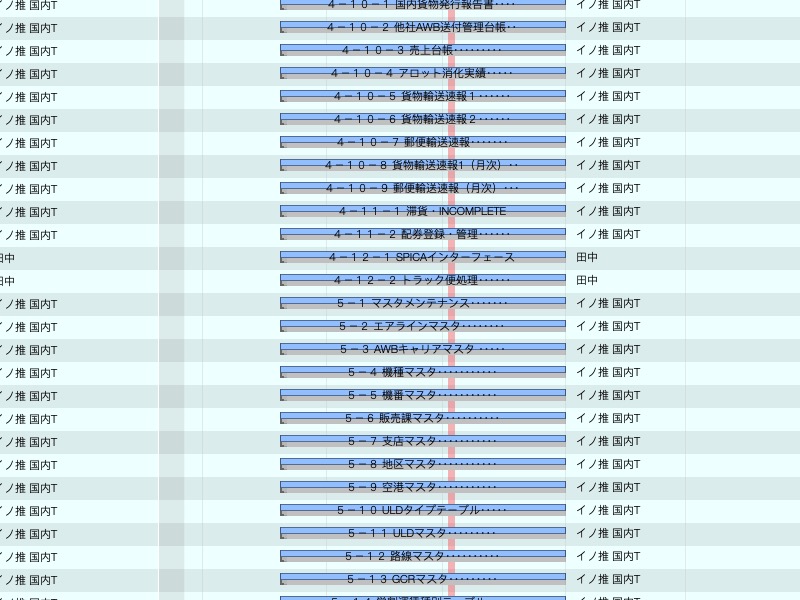 イノ推 国内T ４－１０－１ 国内貨物発行報告書‥‥ イノ推 国内T
イノ推 国内T ４－１０－２ 他社AWB送付管理台帳‥ イノ推 国内T
イノ推 国内T ４－１０－３ 売上台帳‥‥‥‥・ イノ推 国内T
イノ推 国内T ４－１０－４ アロット消化実績‥‥・ イノ推 国内T
イノ推 国内T ４－１０－５ 貨物輸送速報１‥‥‥ イノ推 国内T
イノ推 国内T ４－１０－６ 貨物輸送速報２‥‥‥ イノ推 国内T
イノ推 国内T ４－１０－７ 郵便輸送速報‥‥‥・ イノ推 国内T
イノ推 国内T ４－１０－８ 貨物輸送速報1（月次）‥ イノ推 国内T
イノ推 国内T ４－１０－９ 郵便輸送速報（月次）‥・ イノ推 国内T
イノ推 国内T ４－１１－１ 滞貨・INCOMPLETE イノ推 国内T
イノ推 国内T ４－１１－２ 配券登録・管理‥‥‥ イノ推 国内T
田中 ４－１２－１ SPICAインターフェース 田中
田中 ４－１２－２ トラック便処理‥‥‥ 田中
イノ推 国内T ５－１ マスタメンテナンス‥‥‥・ イノ推 国内T
イノ推 国内T ５－２ エアラインマスタ‥‥‥‥ イノ推 国内T
イノ推 国内T ５－３ AWBキャリアマスタ ‥‥・ イノ推 国内T
イノ推 国内T ５－４ 機種マスタ‥‥‥‥‥・ イノ推 国内T
イノ推 国内T ５－５ 機番マスタ‥‥‥‥‥・ イノ推 国内T
イノ推 国内T ５－６ 販売課マスタ‥‥‥‥‥ イノ推 国内T
イノ推 国内T ５－７ 支店マスタ‥‥‥‥‥・ イノ推 国内T
イノ推 国内T ５－８ 地区マスタ‥‥‥‥‥・ イノ推 国内T
イノ推 国内T ５－９ 空港マスタ‥‥‥‥‥・ イノ推 国内T
イノ推 国内T ５－１０ ULDタイプテーブル‥‥・ イノ推 国内T
イノ推 国内T ５－１１ ULDマスタ‥‥‥‥・ イノ推 国内T
イノ推 国内T ５－１２ 路線マスタ‥‥‥‥‥ イノ推 国内T
イノ推 国内T ５－１３ GCRマスタ‥‥‥‥・ イノ推 国内T